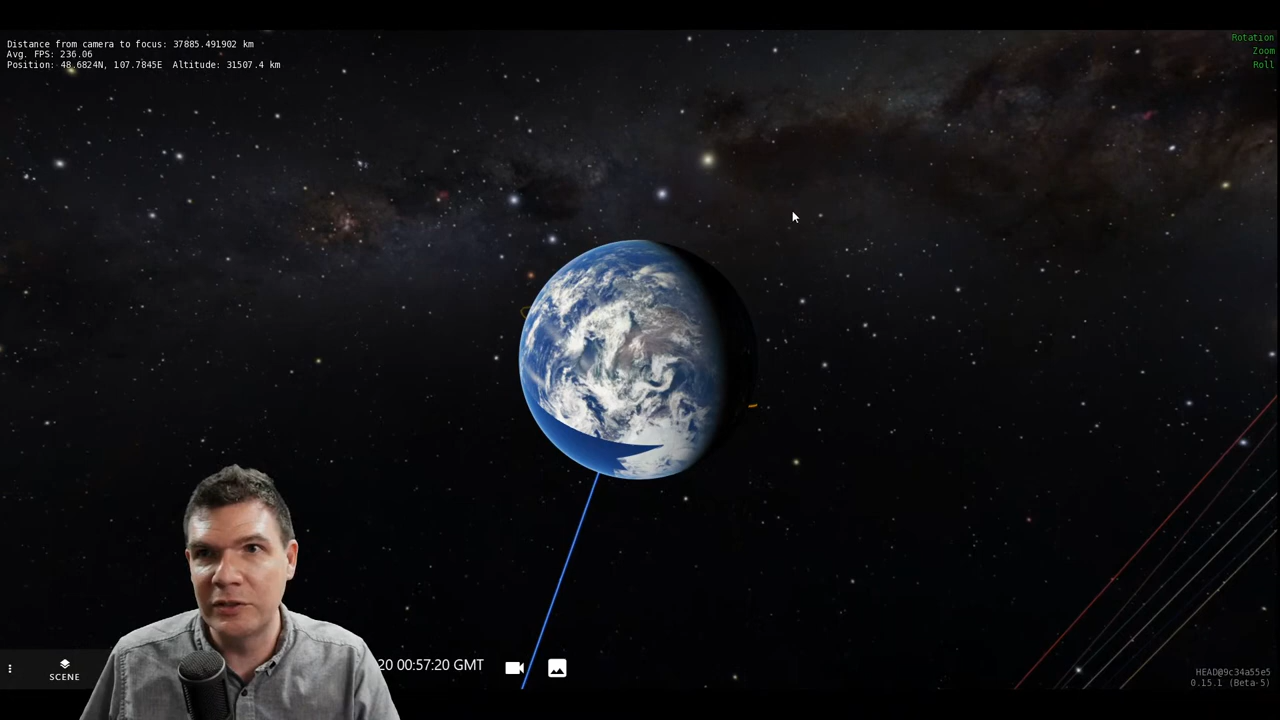 Distance from camera to focus: 37885.491902 km
Avg. FPS: 236.06
Position: 48.6824N, 107.7845E Altitude: 31507.4 km
Rotation
Zoom
Roll
SCENE
20 00:57:20 GMT
HEAD@9c34a55e5
0.15.1 (Beta-5)